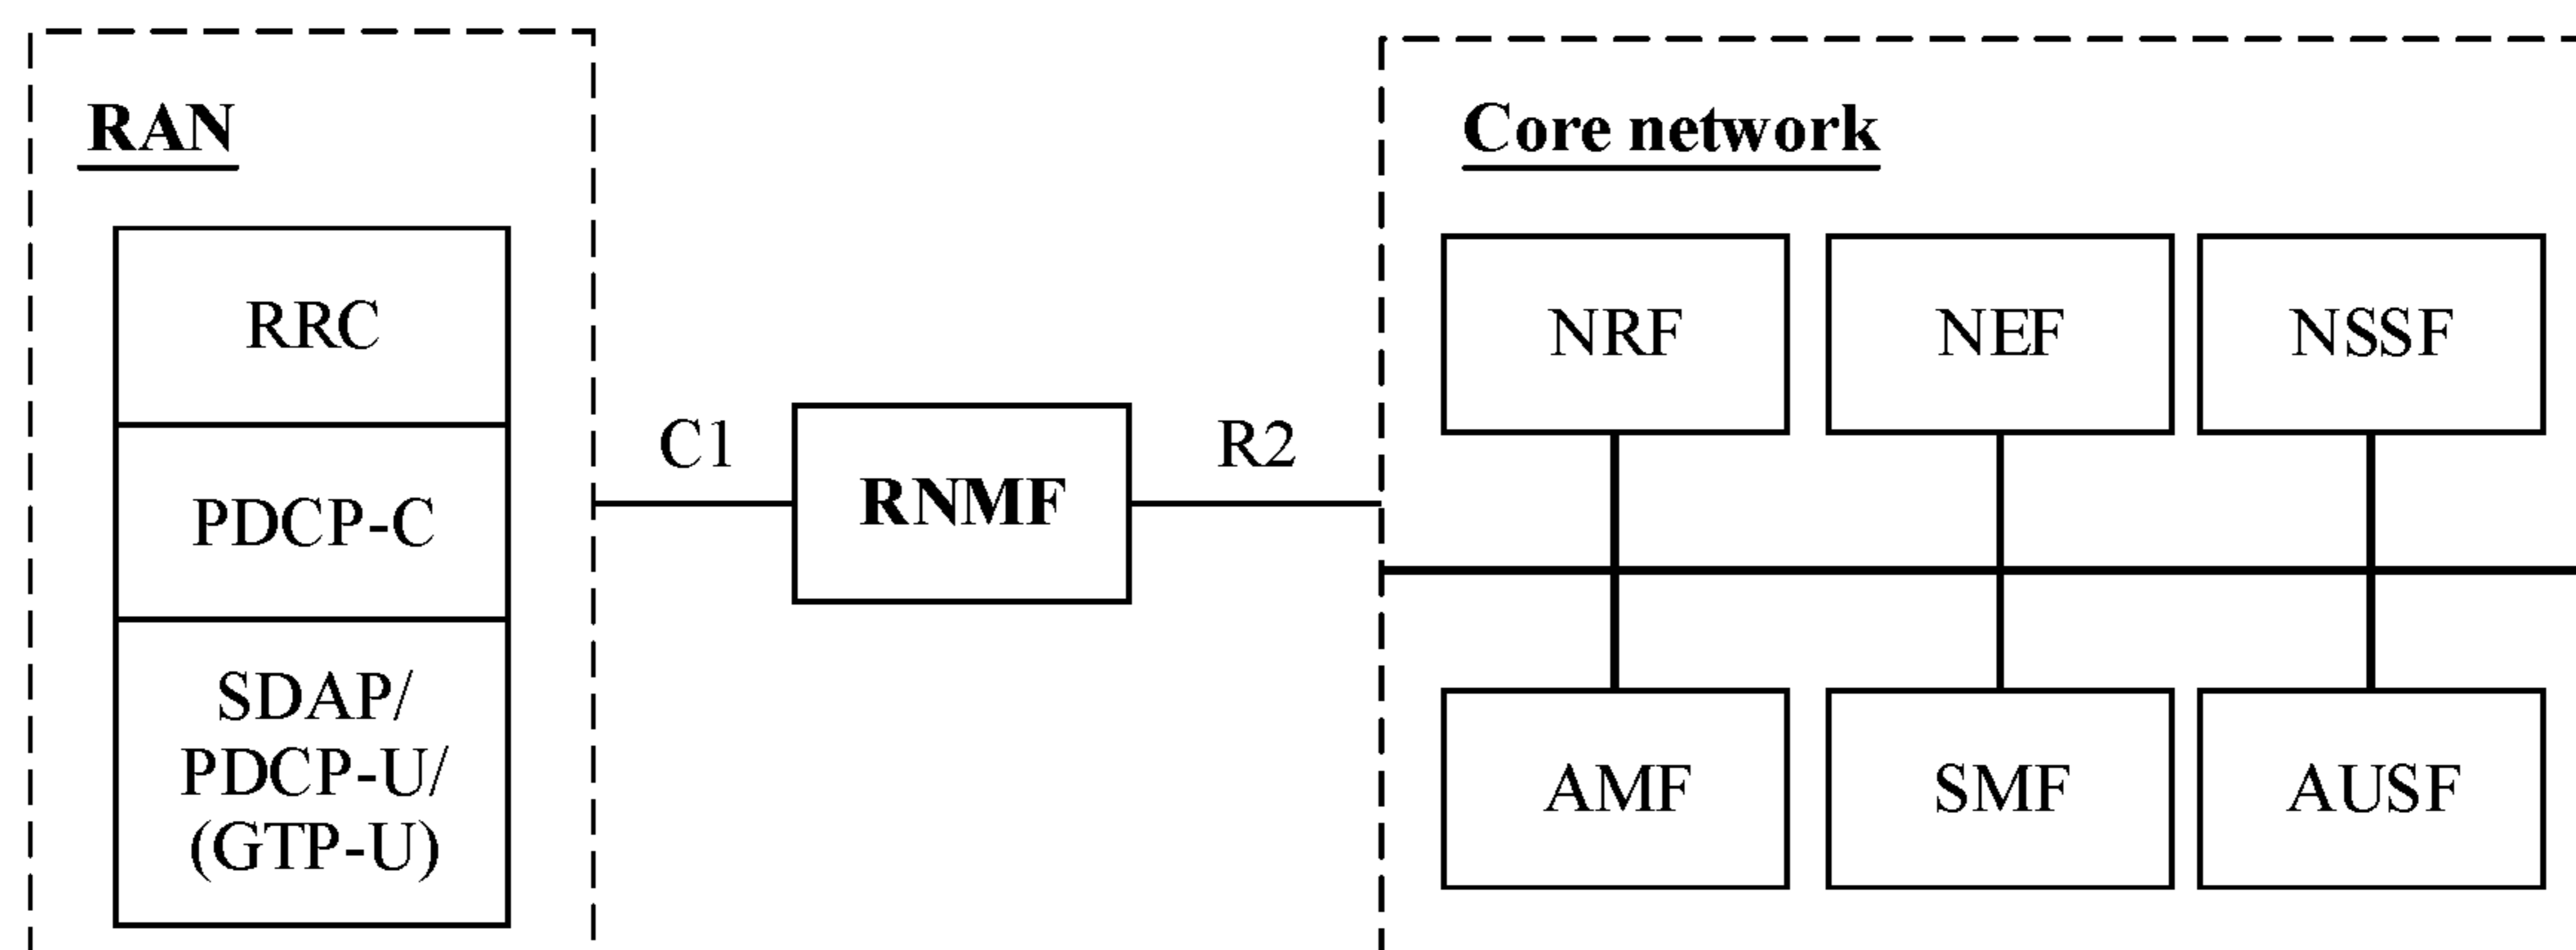 RAN
RRC
PDCP-C
SDAP/
PDCP-U/
(GTP-U)
C1
RNMF
R2
Core network
NRF
NEF
NSSF
AMF
SMF
AUSF